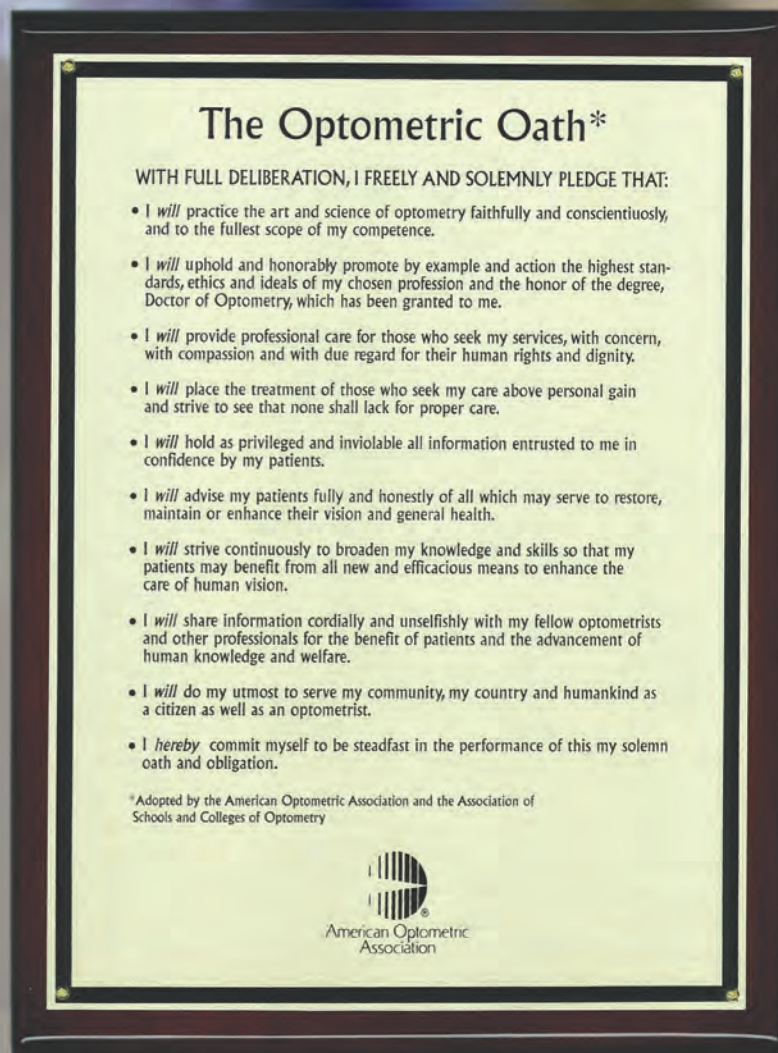 The Optometric Oath*
WITH FULL DELIBERATION, I FREELY AND SOLEMNLY PLEDGE THAT:
• I will practice the art and science of optometry faithfully and conscientiuosly,
and to the fullest scope of my competence.
• I will uphold and honorably promote by example and action the highest stan-
dards, ethics and ideals of my chosen profession and the honor of the degree,
Doctor of Optometry, which has been granted to me.
• I will provide professional care for those who seek my services, with concern,
with compassion and with due regard for their human rights and dignity.
• I will place the treatment of those who seek my care above personal gain
and strive to see that none shall lack for proper care.
• I will hold as privileged and inviolable all information entrusted to me in
confidence by my patients.
• I will advise my patients fully and honestly of all which may serve to restore,
maintain or enhance their vision and general health.
• I will strive continuously to broaden my knowledge and skills so that my
patients may benefit from all new and efficacious means to enhance the
care of human vision.
• I will share information cordially and unselfishly with my fellow optometrists
and other professionals for the benefit of patients and the advancement of
human knowledge and welfare.
• I will do my utmost to serve my community, my country and humankind as
a citizen as well as an optometrist.
• I hereby commit myself to be steadfast in the performance of this my solemn
oath and obligation.
*Adopted by the American Optometric Association and the Association of
Schools and Colleges of Optometry
®
American Optometric
Association